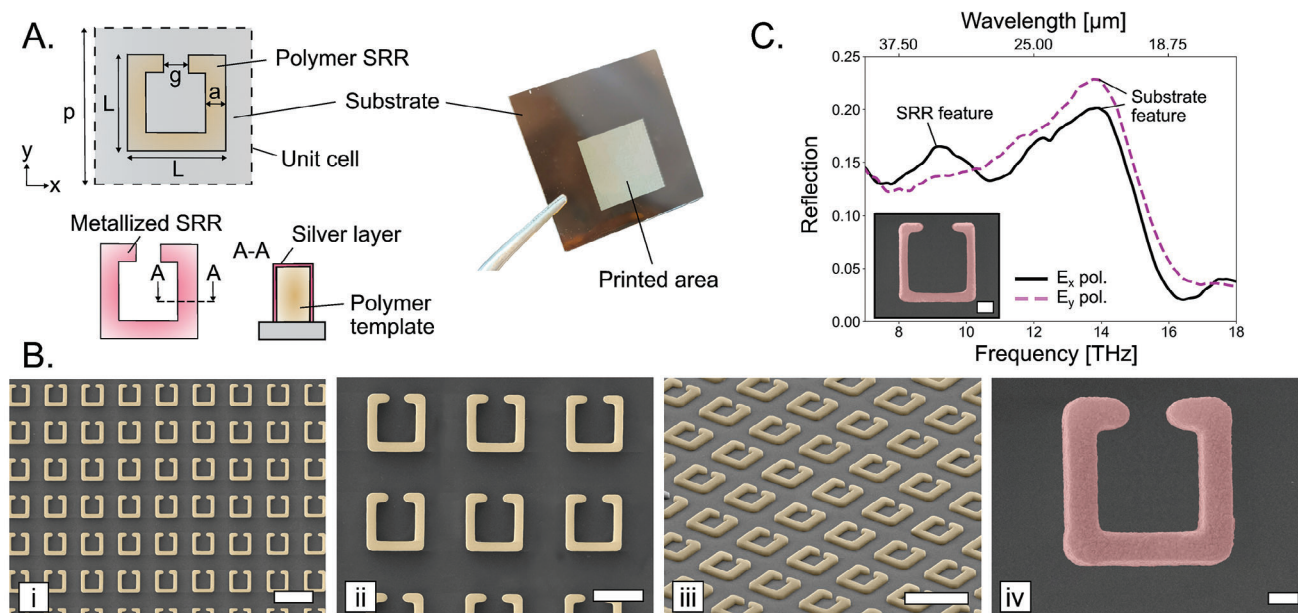 A.
p
L
g
a
L
y
x
Polymer SRR
Substrate
Unit cell
Metallized SRR
A
A
A-A
Silver layer
Polymer
template
Printed area
C.
Wavelength [µm]
37.50 25.00 18.75
Reflection
0.25
0.20
0.15
0.10
0.05
0.00
SRR feature
Substrate
feature
Ex pol.
Ey pol.
8 10 12 14 16 18
Frequency [THz]
B.
i
ii
iii
iv